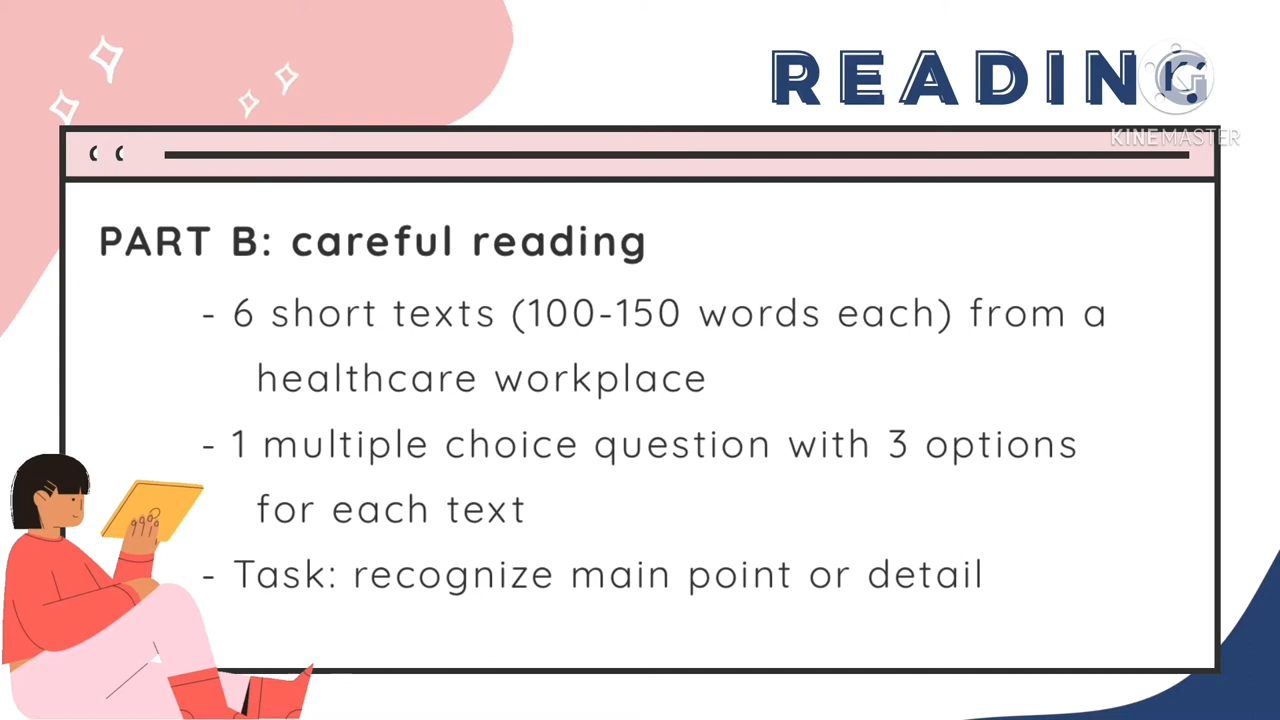 READING
KINEMASTER
PART B: careful reading
- 6 short texts (100-150 words each) from a
healthcare workplace
- 1 multiple choice question with 3 options
for each text
- Task: recognize main point or detail